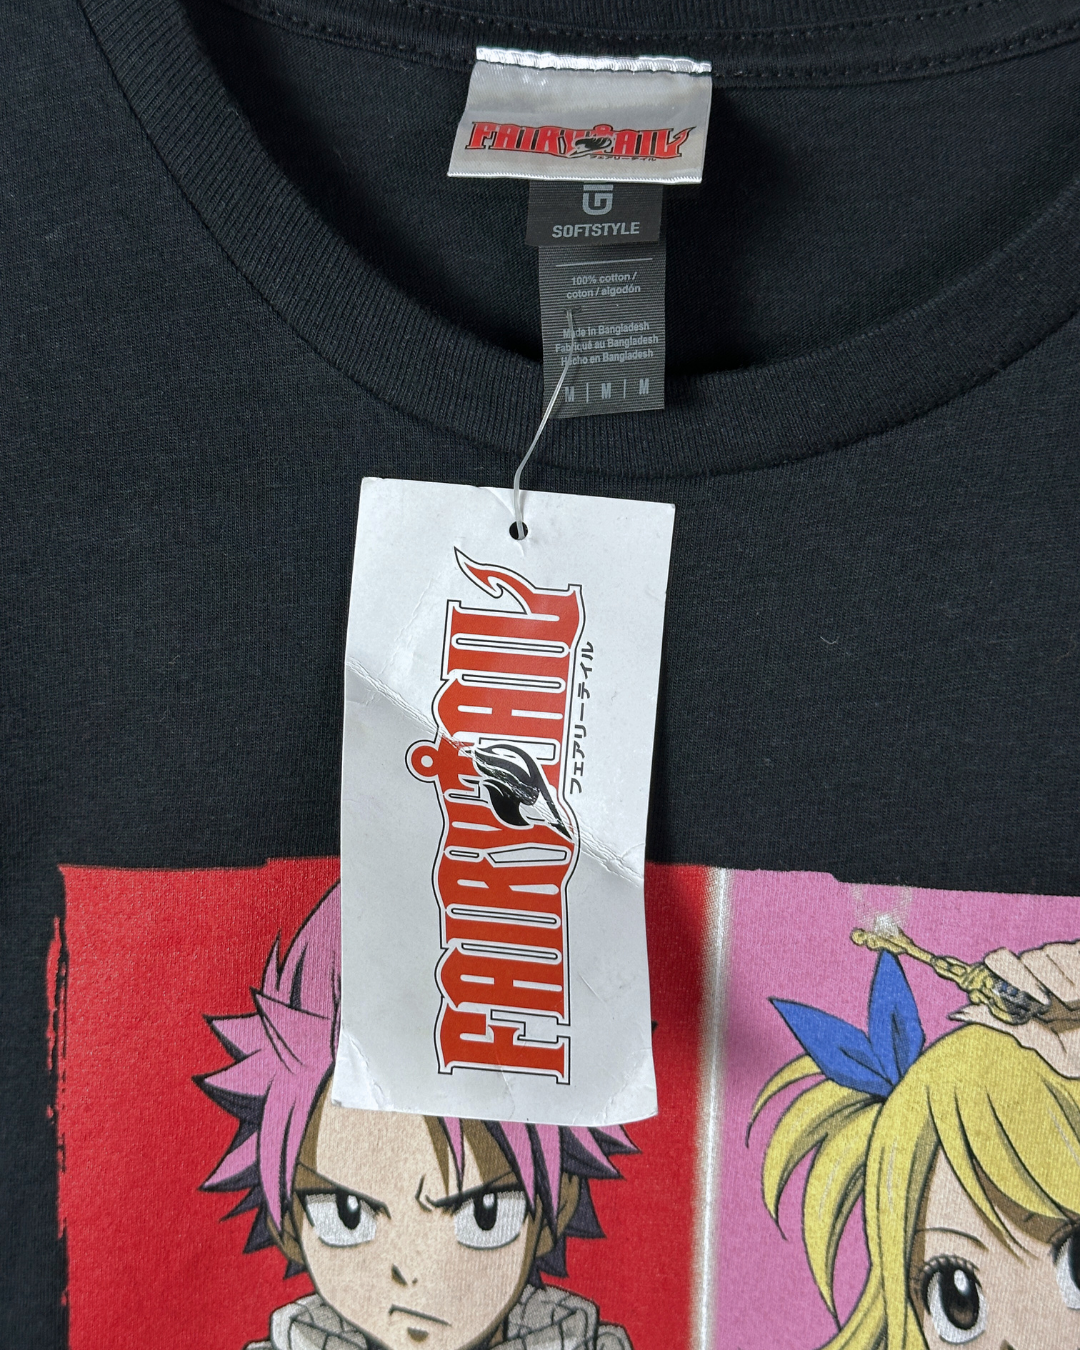 FAIRY TAIL
フェアリーテイル
G
SOFTSTYLE
100% cotton /
coton / algodón
Made in Bangladesh
Fabriqué au Bangladesh
Hecho en Bangladesh
M | M | M
FAIRY TAIL
フェアリーテイル